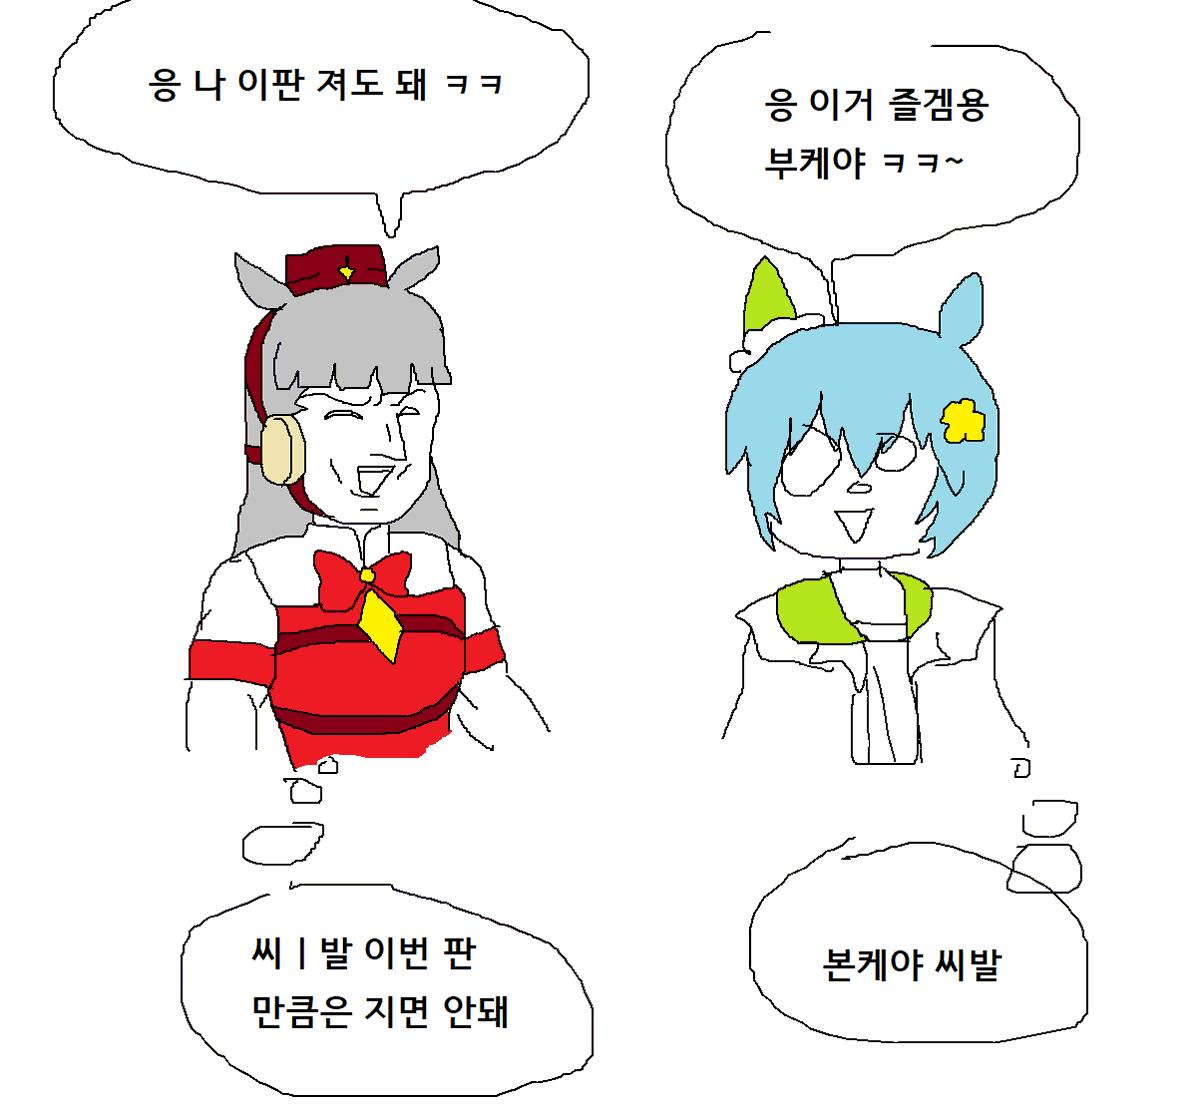 응 나 이판 져도 돼 ㅋㅋ
응 이거 즐겜용
부케야 ㅋㅋ~
씨ㅣ발 이번 판
만큼은 지면 안돼
본케야 씨발